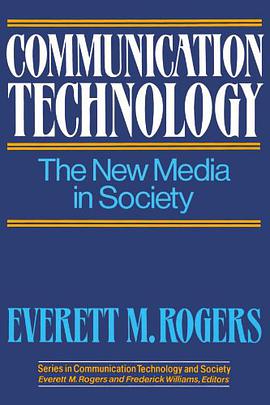 COMMUNICATION
TECHNOLOGY
The New Media
in Society
EVERETT M. ROGERS
Series in Communication Technology and Society
Everett M. Rogers and Frederick Williams, Editors